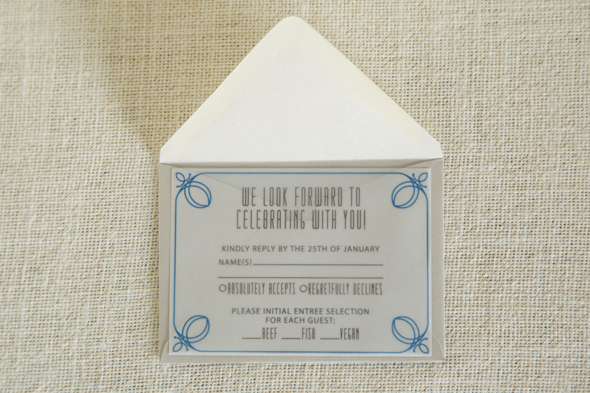 WE LOOK FORWARD TO
CELEBRATING WITH YOU!
KINDLY REPLY BY THE 25TH OF JANUARY
NAME(S)
ABSOLUTELY ACCEPTS REGRETFULLY DECLINES
PLEASE INITIAL ENTREE SELECTION
FOR EACH GUEST:
BEEF FISH VEGAN